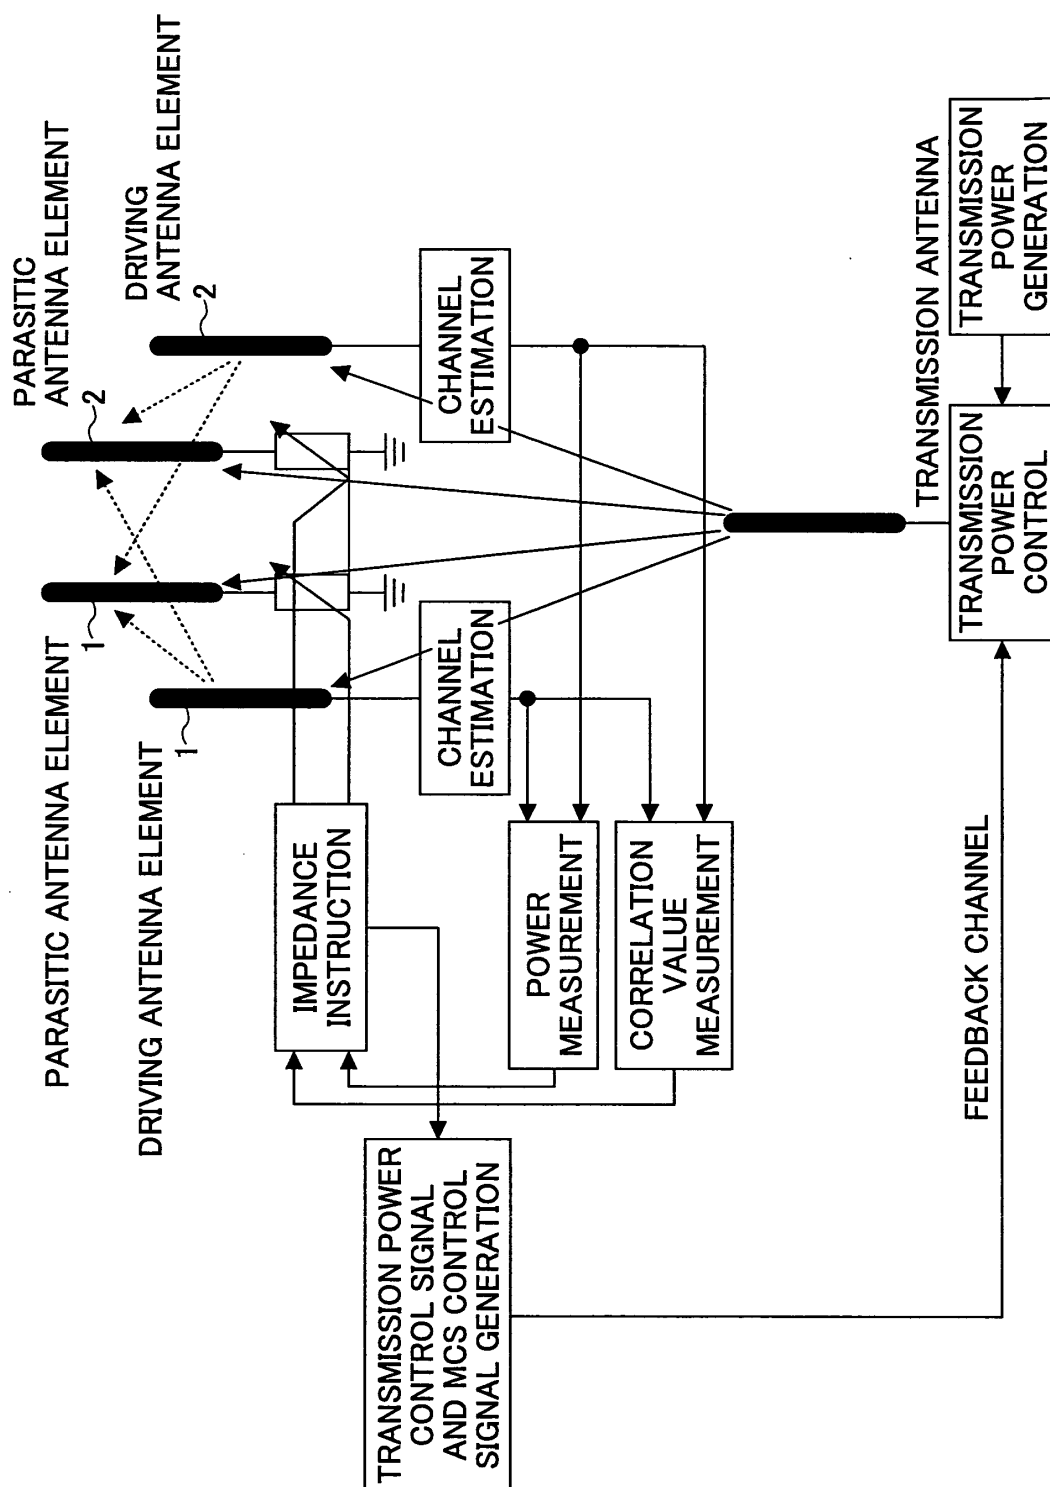 PARASITIC ANTENNA ELEMENT
1
PARASITIC
ANTENNA ELEMENT
2
DRIVING ANTENNA ELEMENT
1
DRIVING
ANTENNA ELEMENT
2
IMPEDANCE
INSTRUCTION
CHANNEL
ESTIMATION
CHANNEL
ESTIMATION
TRANSMISSION POWER
CONTROL SIGNAL
AND MCS CONTROL
SIGNAL GENERATION
POWER
MEASUREMENT
CORRELATION
VALUE
MEASUREMENT
TRANSMISSION ANTENNA
FEEDBACK CHANNEL
TRANSMISSION
POWER
CONTROL
TRANSMISSION
POWER
GENERATION